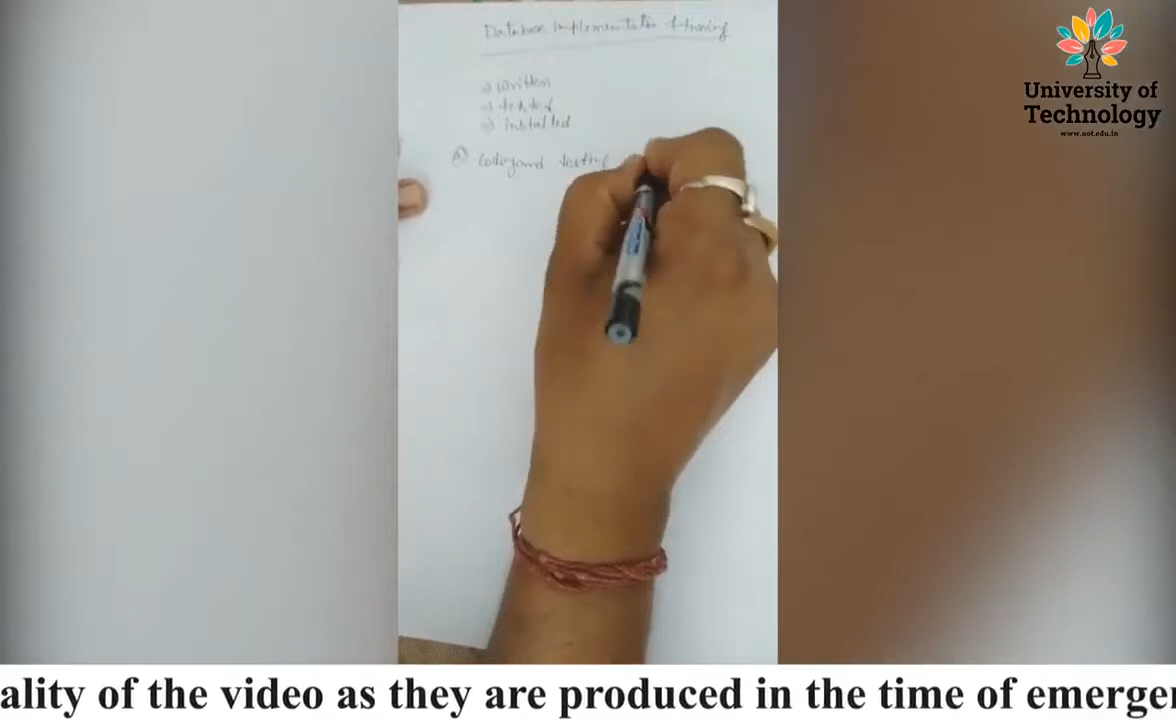 Database Implementation & tuning
→ written
→ tested
→ installed
Coding and testing
University of
Technology
www.uot.edu.in
ality of the video as they are produced in the time of emerge